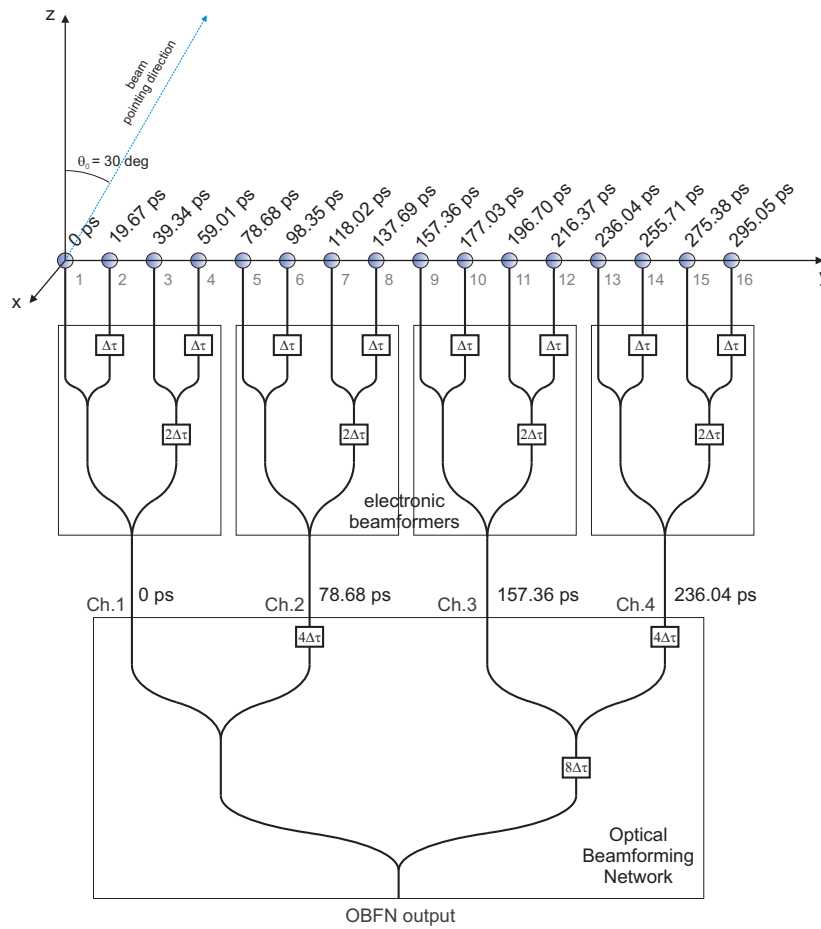 z
beam
pointing direction
θ₀ = 30 deg
0 ps
19.67 ps
39.34 ps
59.01 ps
78.68 ps
98.35 ps
118.02 ps
137.69 ps
157.36 ps
177.03 ps
196.70 ps
216.37 ps
236.04 ps
255.71 ps
275.38 ps
295.05 ps
x
1 2 3 4 5 6 7 8 9 10 11 12 13 14 15 16
y
Δτ Δτ Δτ Δτ Δτ Δτ Δτ Δτ
2Δτ 2Δτ 2Δτ 2Δτ
electronic
beamformers
Ch.1 0 ps Ch.2 78.68 ps Ch.3 157.36 ps Ch.4 236.04 ps
4Δτ 4Δτ
8Δτ
Optical
Beamforming
Network
OBFN output